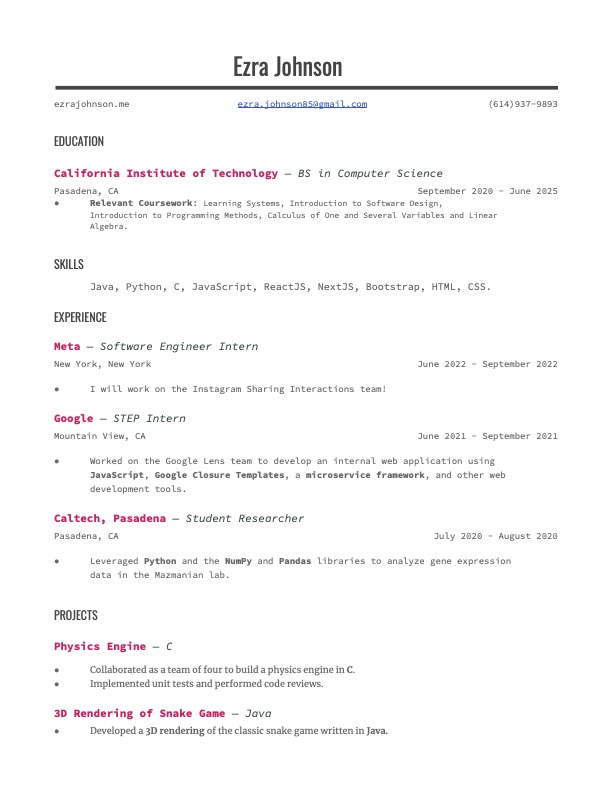 Ezra Johnson
ezrajohnson.me ezra.johnson85@gmail.com (614)937-9893
EDUCATION
California Institute of Technology — BS in Computer Science
Pasadena, CA September 2020 - June 2025
● Relevant Coursework: Learning Systems, Introduction to Software Design,
Introduction to Programming Methods, Calculus of One and Several Variables and Linear
Algebra.
SKILLS
Java, Python, C, JavaScript, ReactJS, NextJS, Bootstrap, HTML, CSS.
EXPERIENCE
Meta — Software Engineer Intern
New York, New York June 2022 - September 2022
● I will work on the Instagram Sharing Interactions team!
Google — STEP Intern
Mountain View, CA June 2021 - September 2021
● Worked on the Google Lens team to develop an internal web application using
JavaScript, Google Closure Templates, a microservice framework, and other web
development tools.
Caltech, Pasadena — Student Researcher
Pasadena, CA July 2020 - August 2020
● Leveraged Python and the NumPy and Pandas libraries to analyze gene expression
data in the Mazmanian lab.
PROJECTS
Physics Engine — C
● Collaborated as a team of four to build a physics engine in C.
● Implemented unit tests and performed code reviews.
3D Rendering of Snake Game — Java
● Developed a 3D rendering of the classic snake game written in Java.